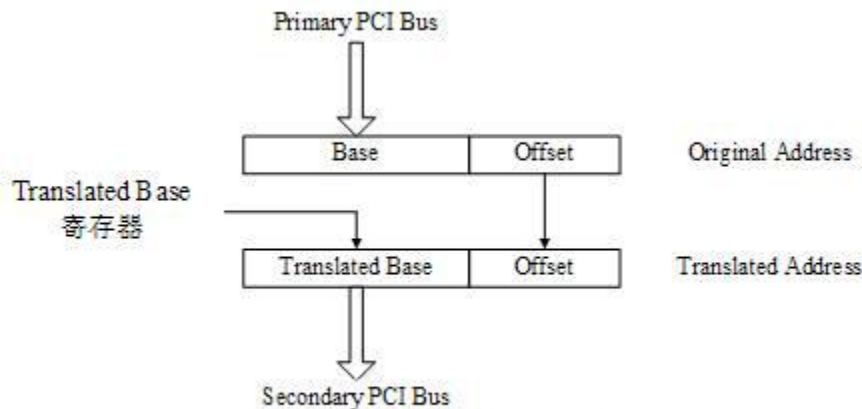 Primary PCI Bus
Base
Offset
Original Address
Translated Base
寄存器
Translated Base
Offset
Translated Address
Secondary PCI Bus